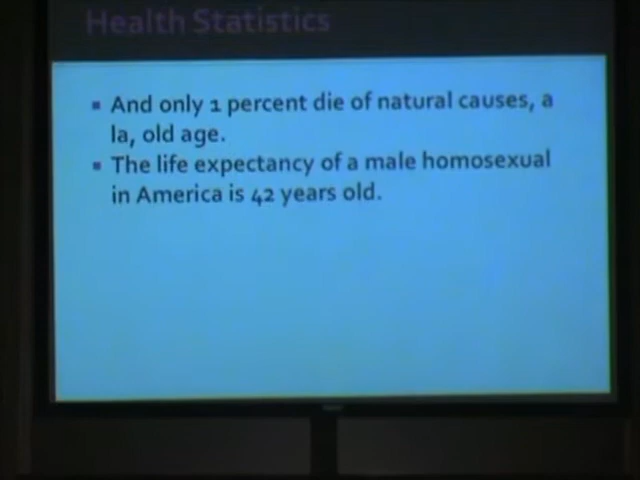 Health Statistics
▪ And only 1 percent die of natural causes, a
la, old age.
▪ The life expectancy of a male homosexual
in America is 42 years old.